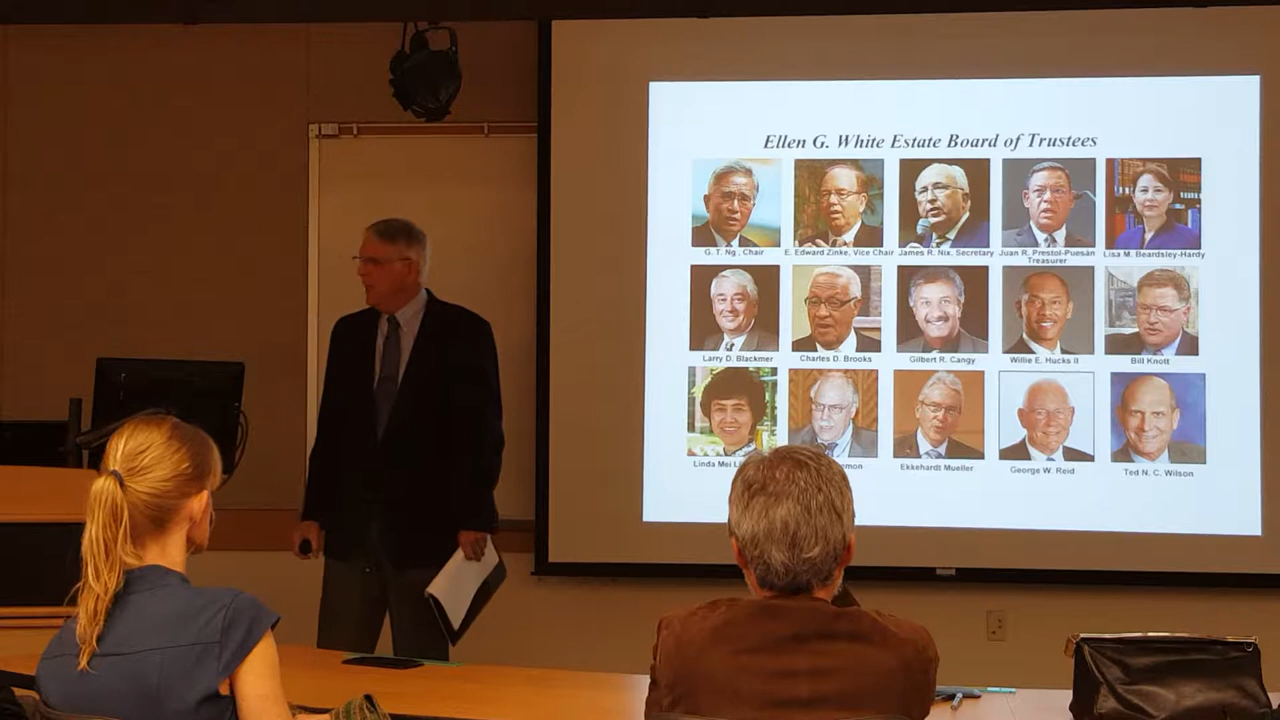 Ellen G. White Estate Board of Trustees
G. T. Ng , Chair
E. Edward Zinke, Vice Chair
James R. Nix, Secretary
Juan R. Prestol-Puesán
Treasurer
Lisa M. Beardsley-Hardy
Larry D. Blackmer
Charles D. Brooks
Gilbert R. Cangy
Willie E. Hucks II
Bill Knott
Linda Mei
Ekkehardt Mueller
George W. Reid
Ted N. C. Wilson